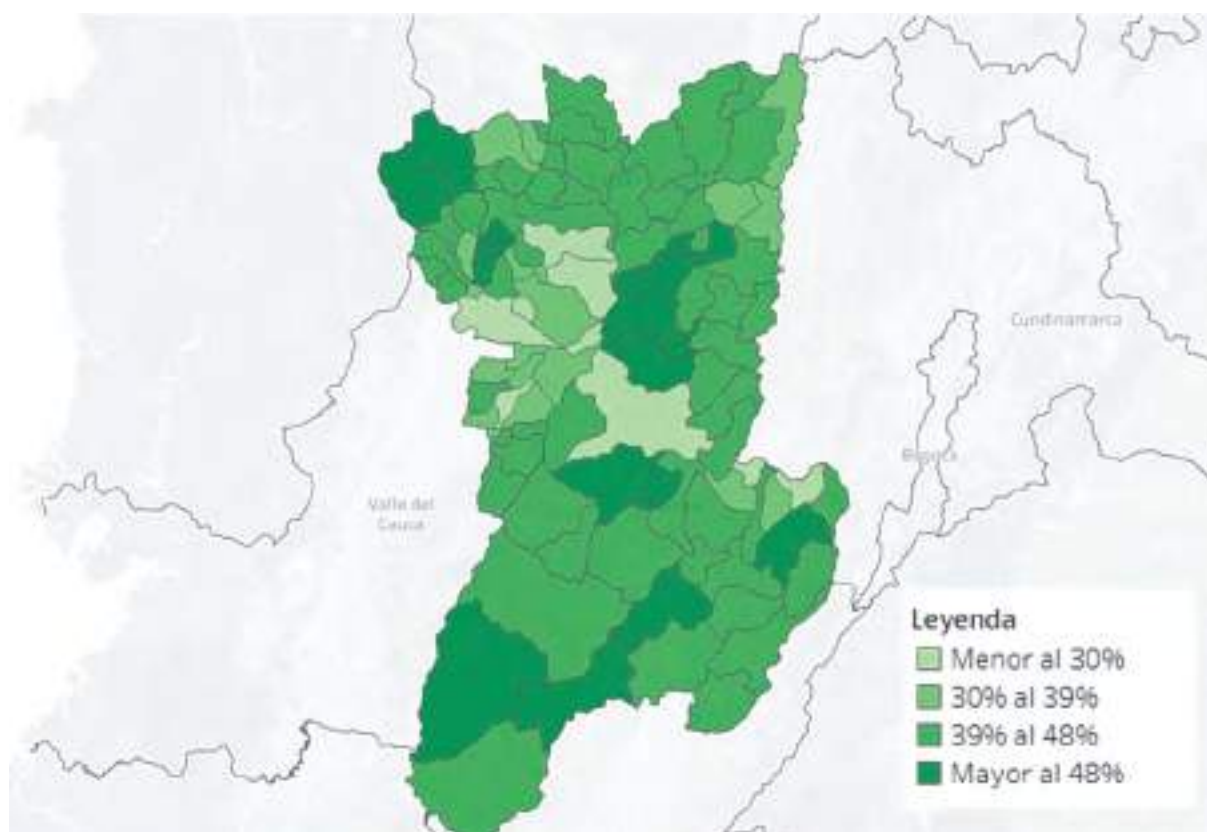 Cundinamarca
Bogotá
Valle del
Cauca
Leyenda
Menor al 30%
30% al 39%
39% al 48%
Mayor al 48%